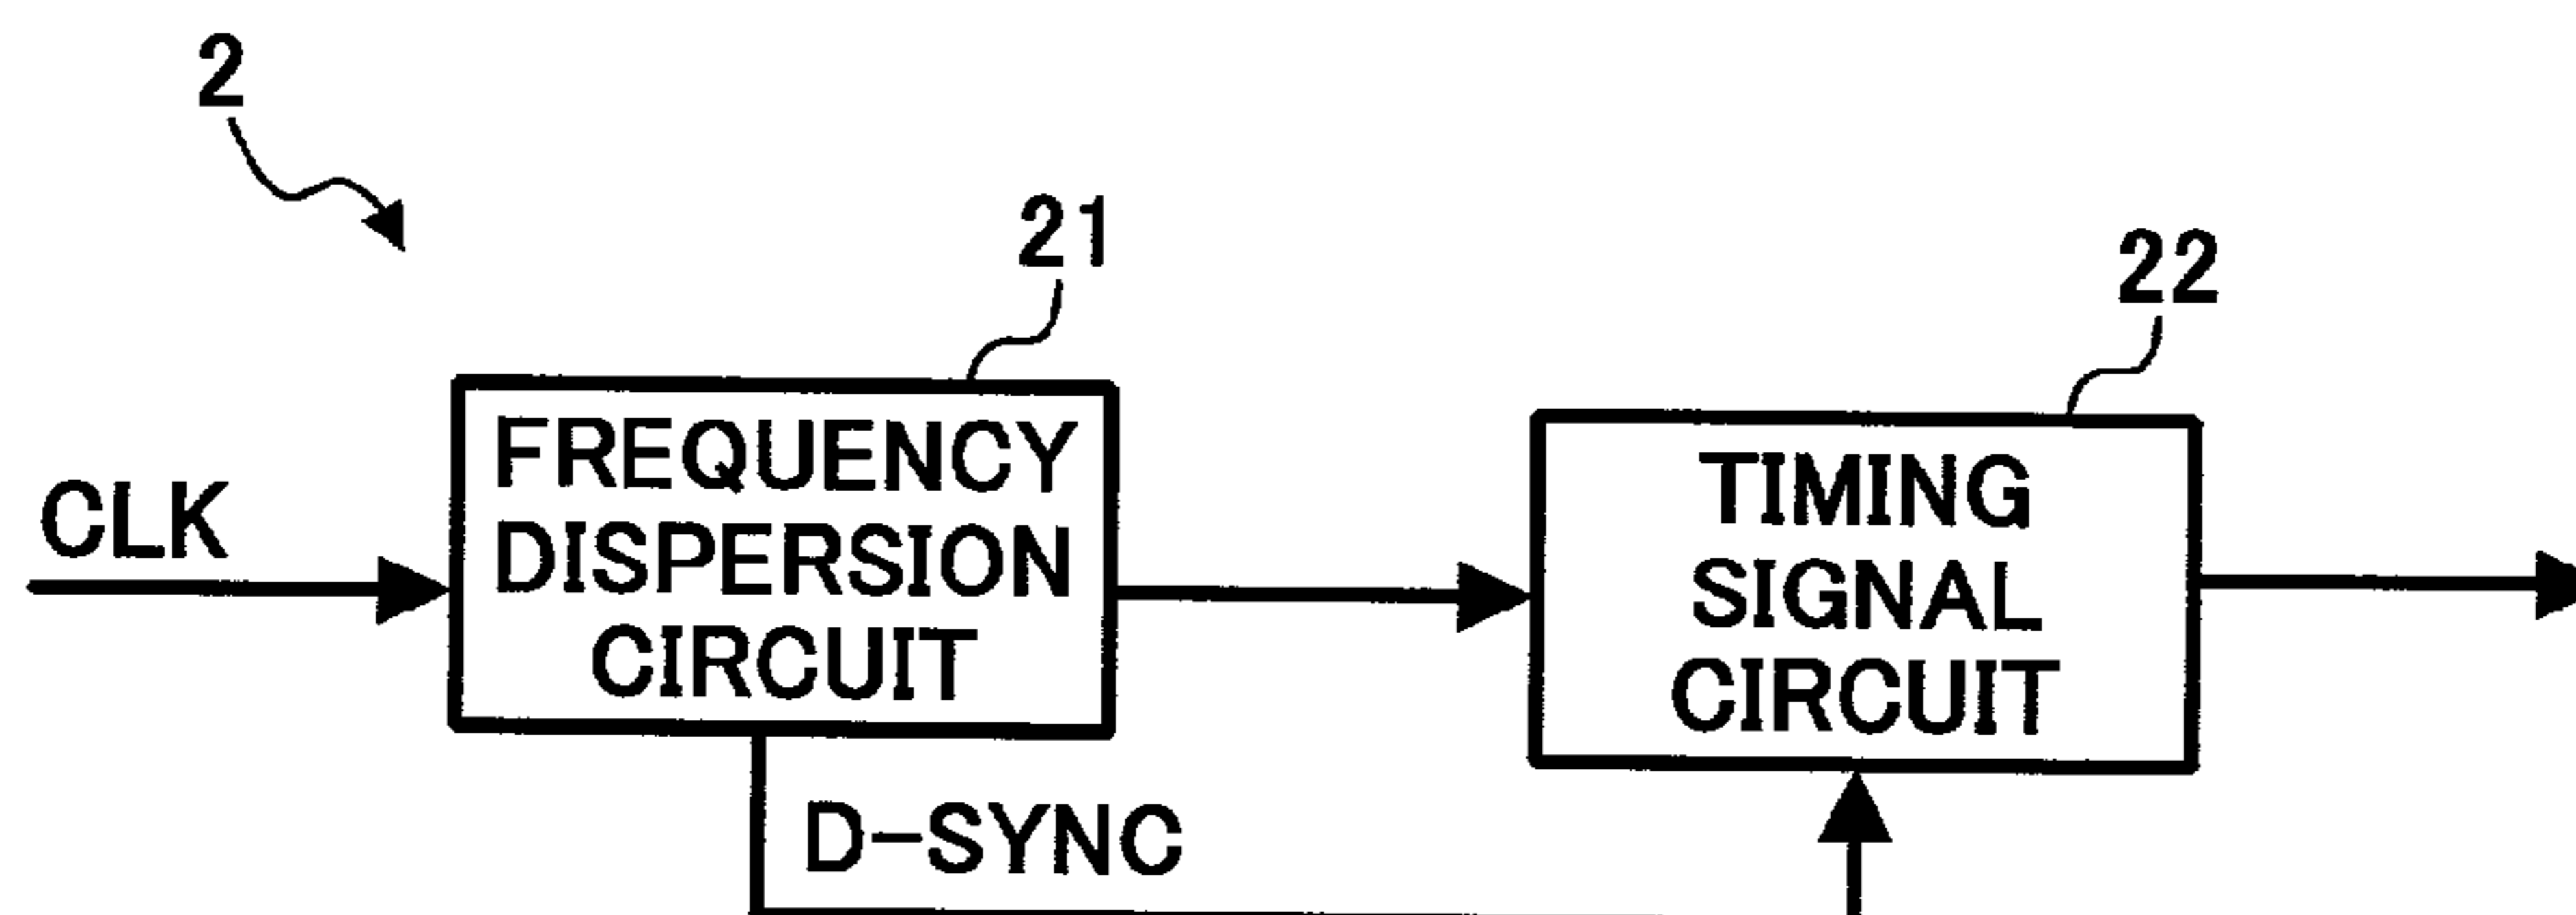 2
21
22
CLK
FREQUENCY
DISPERSION
CIRCUIT
TIMING
SIGNAL
CIRCUIT
D-SYNC